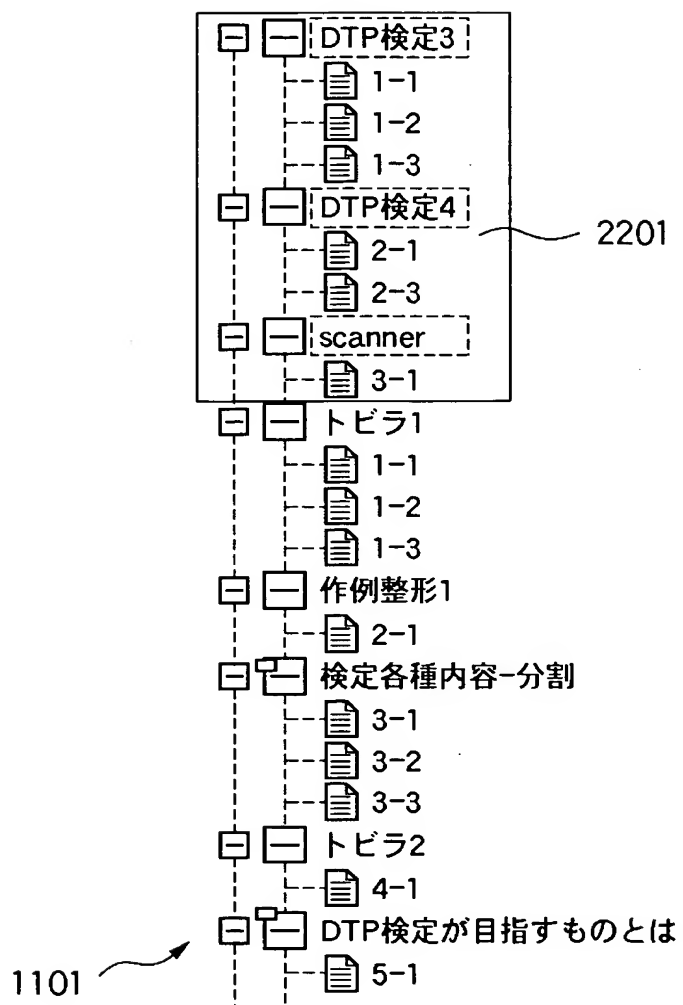 DTP検定3
1-1
1-2
1-3
DTP検定4
2201
2-1
2-3
scanner
3-1
トビラ1
1-1
1-2
1-3
作例整形1
2-1
検定各種内容-分割
3-1
3-2
3-3
トビラ2
4-1
DTP検定が目指すものとは
1101
5-1